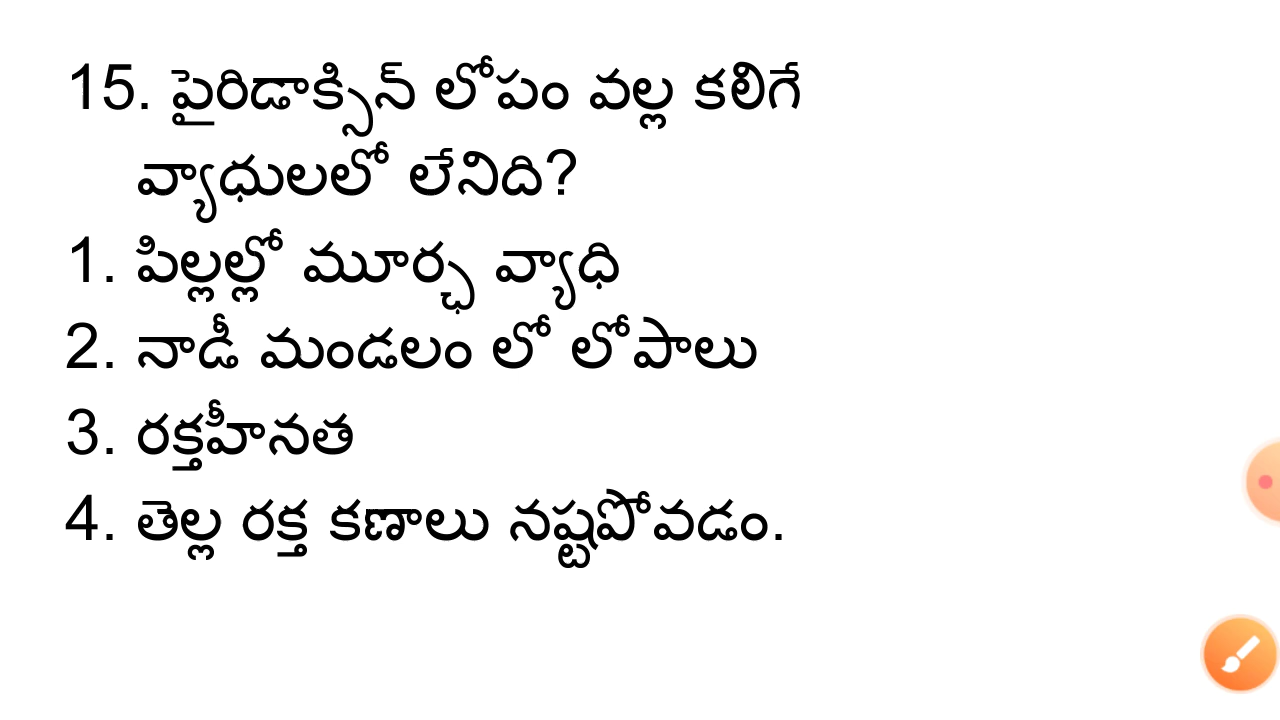 15. పైరిడాక్సిన్ లోపం వల్ల కలిగే
వ్యాధులలో లేనిది?
1. పిల్లల్లో మూర్ఛ వ్యాధి
2. నాడీ మండలం లో లోపాలు
3. రక్తహీనత
4. తెల్ల రక్త కణాలు నష్టపోవడం.